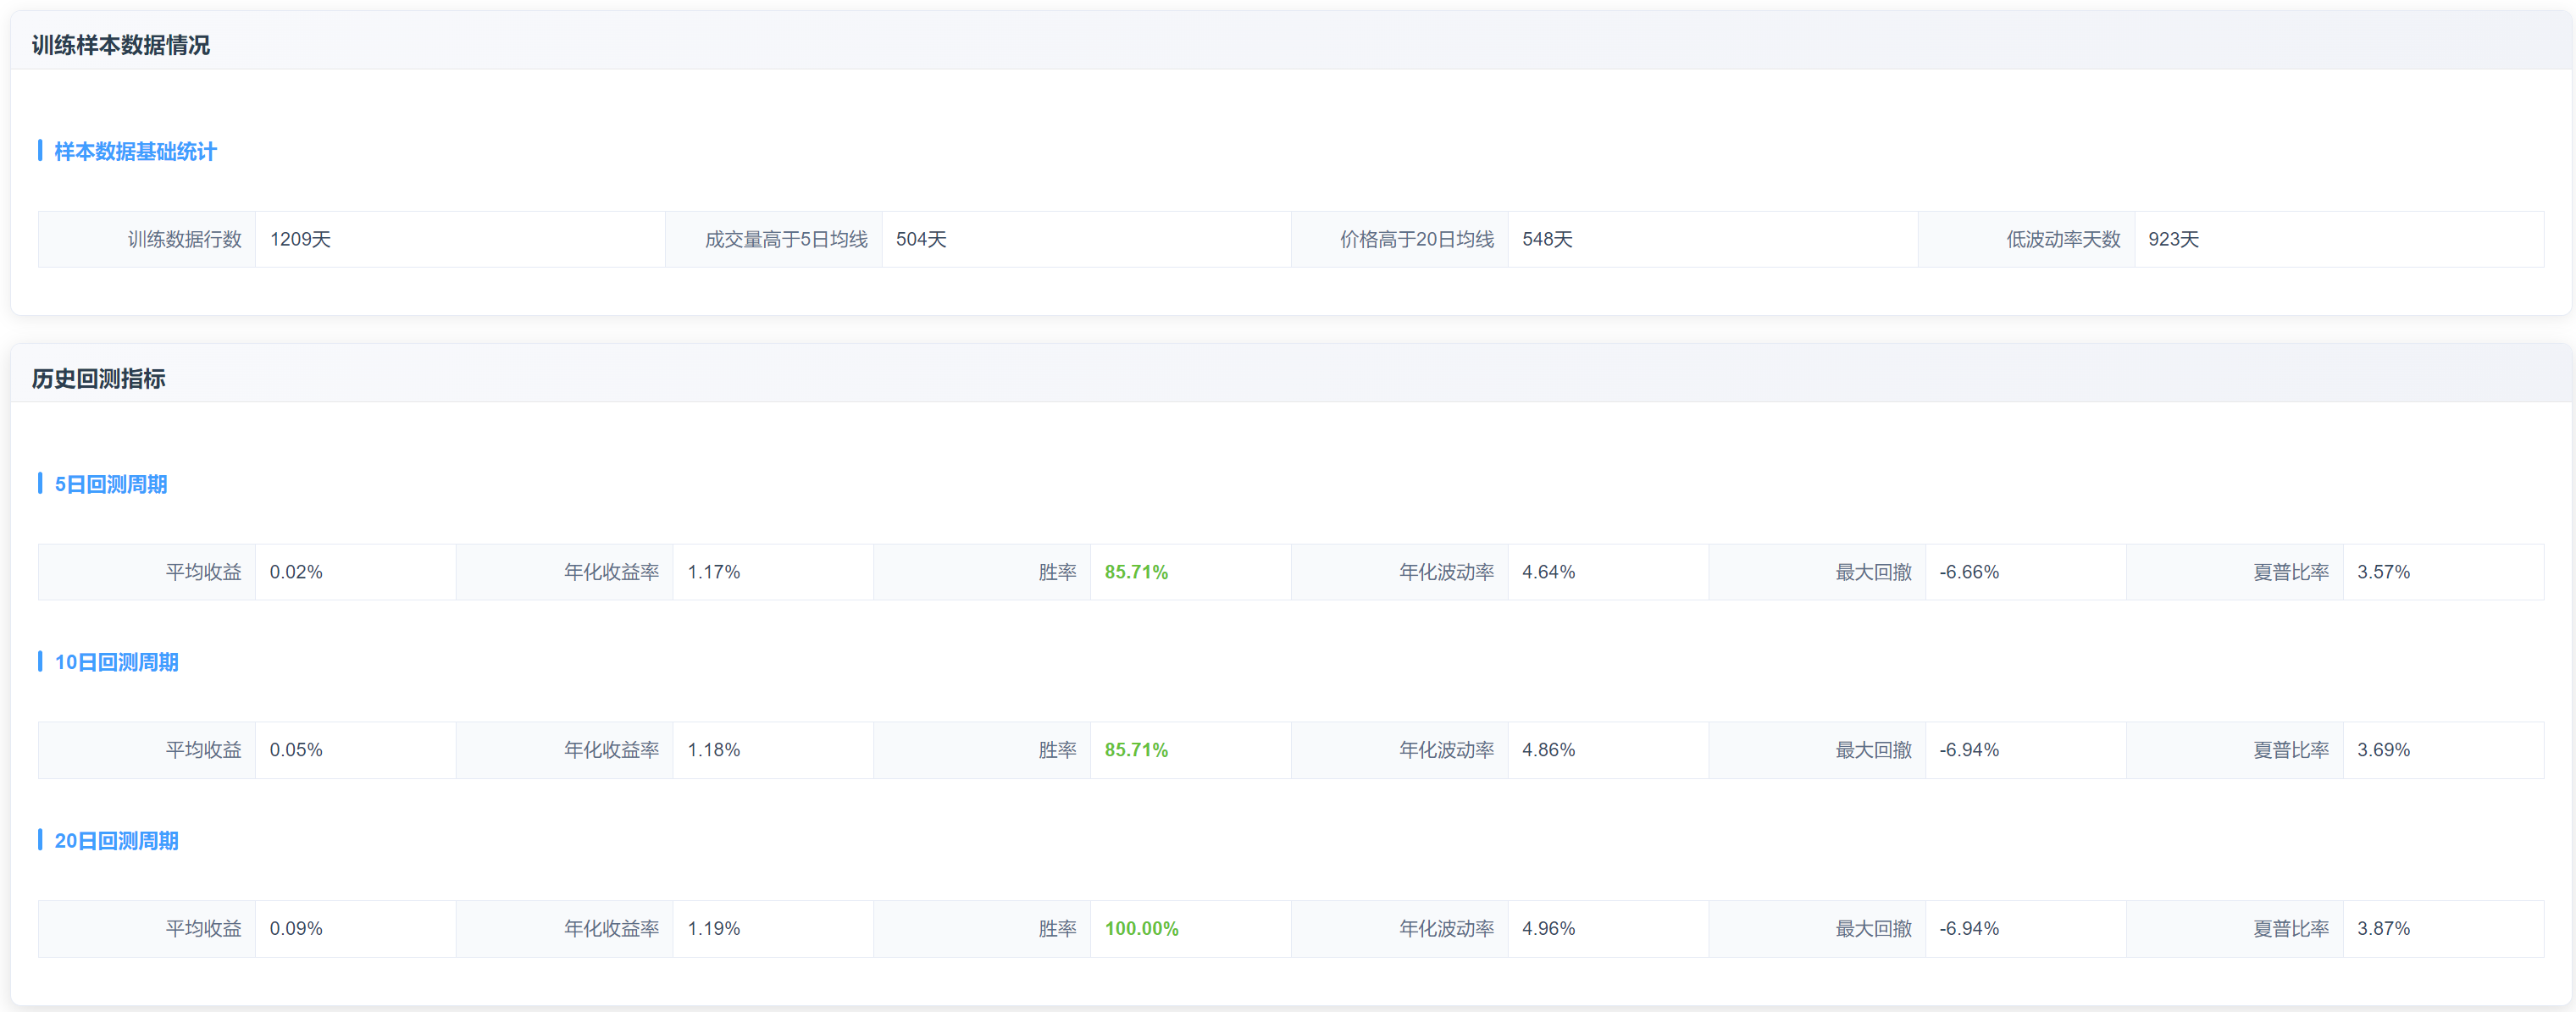 训练样本数据情况
样本数据基础统计
训练数据行数 1209天 成交量高于5日均线 504天 价格高于20日均线 548天 低波动率天数 923天
历史回测指标
5日回测周期
平均收益 0.02% 年化收益率 1.17% 胜率 85.71% 年化波动率 4.64% 最大回撤 -6.66% 夏普比率 3.57%
10日回测周期
平均收益 0.05% 年化收益率 1.18% 胜率 85.71% 年化波动率 4.86% 最大回撤 -6.94% 夏普比率 3.69%
20日回测周期
平均收益 0.09% 年化收益率 1.19% 胜率 100.00% 年化波动率 4.96% 最大回撤 -6.94% 夏普比率 3.87%